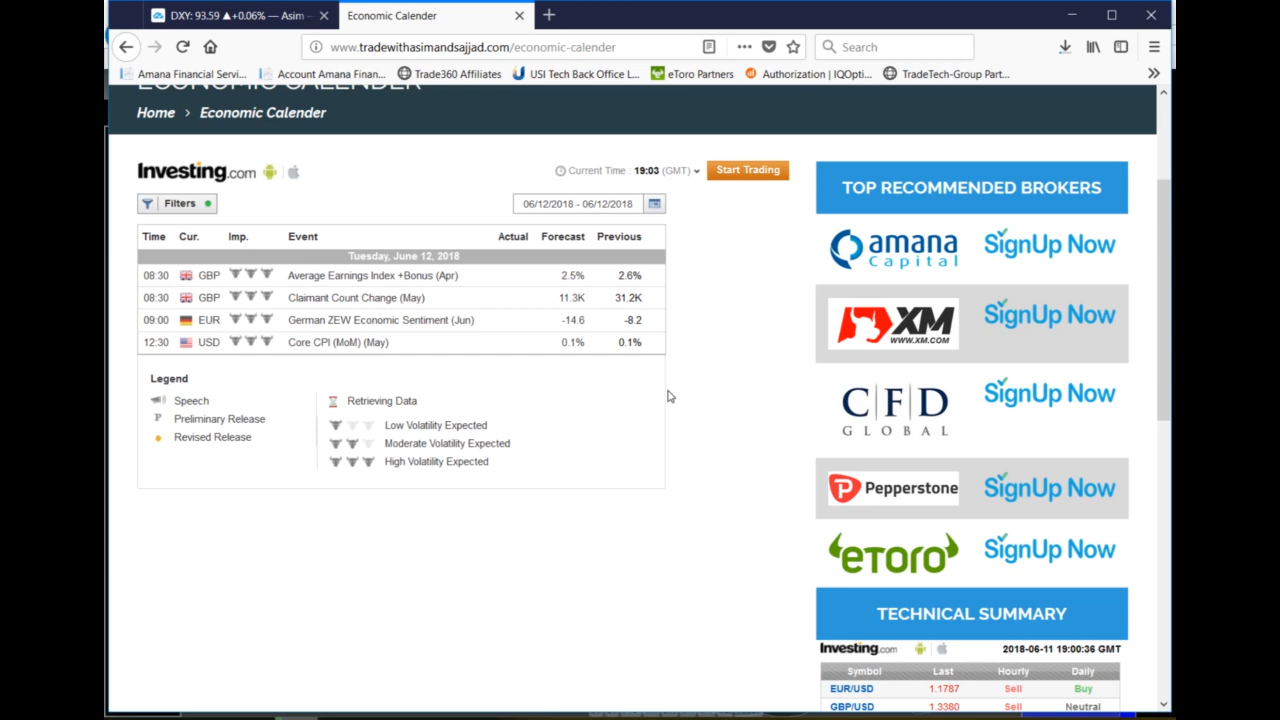 DXY: 93.59 ▲+0.06% — Asim –
Economic Calender
www.tradewithasimandsajjad.com/economic-calender
Search
Amana Financial Servi...
Account Amana Finan...
Trade360 Affiliates
USI Tech Back Office L...
eToro Partners
Authorization | IQOpti...
TradeTech-Group Part...
ECONOMIC CALENDER
Home > Economic Calender
Investing.com
Current Time : 19:03 (GMT)
Start Trading
Filters
06/12/2018 - 06/12/2018
Time Cur. Imp. Event Actual Forecast Previous
Tuesday, June 12, 2018
08:30 GBP Average Earnings Index +Bonus (Apr) 2.5% 2.6%
08:30 GBP Claimant Count Change (May) 11.3K 31.2K
09:00 EUR German ZEW Economic Sentiment (Jun) -14.6 -8.2
12:30 USD Core CPI (MoM) (May) 0.1% 0.1%
Legend
Speech
P Preliminary Release
Revised Release
Retrieving Data
Low Volatility Expected
Moderate Volatility Expected
High Volatility Expected
TOP RECOMMENDED BROKERS
amana
capital
SignUp Now
XM
WWW.XM.COM
SignUp Now
C|F|D
GLOBAL
SignUp Now
P Pepperstone
SignUp Now
eToro
SignUp Now
TECHNICAL SUMMARY
Investing.com
2018-06-11 19:00:36 GMT
Symbol Last Hourly Daily
EUR/USD 1.1787 Sell Buy
GBP/USD 1.3380 Sell Neutral